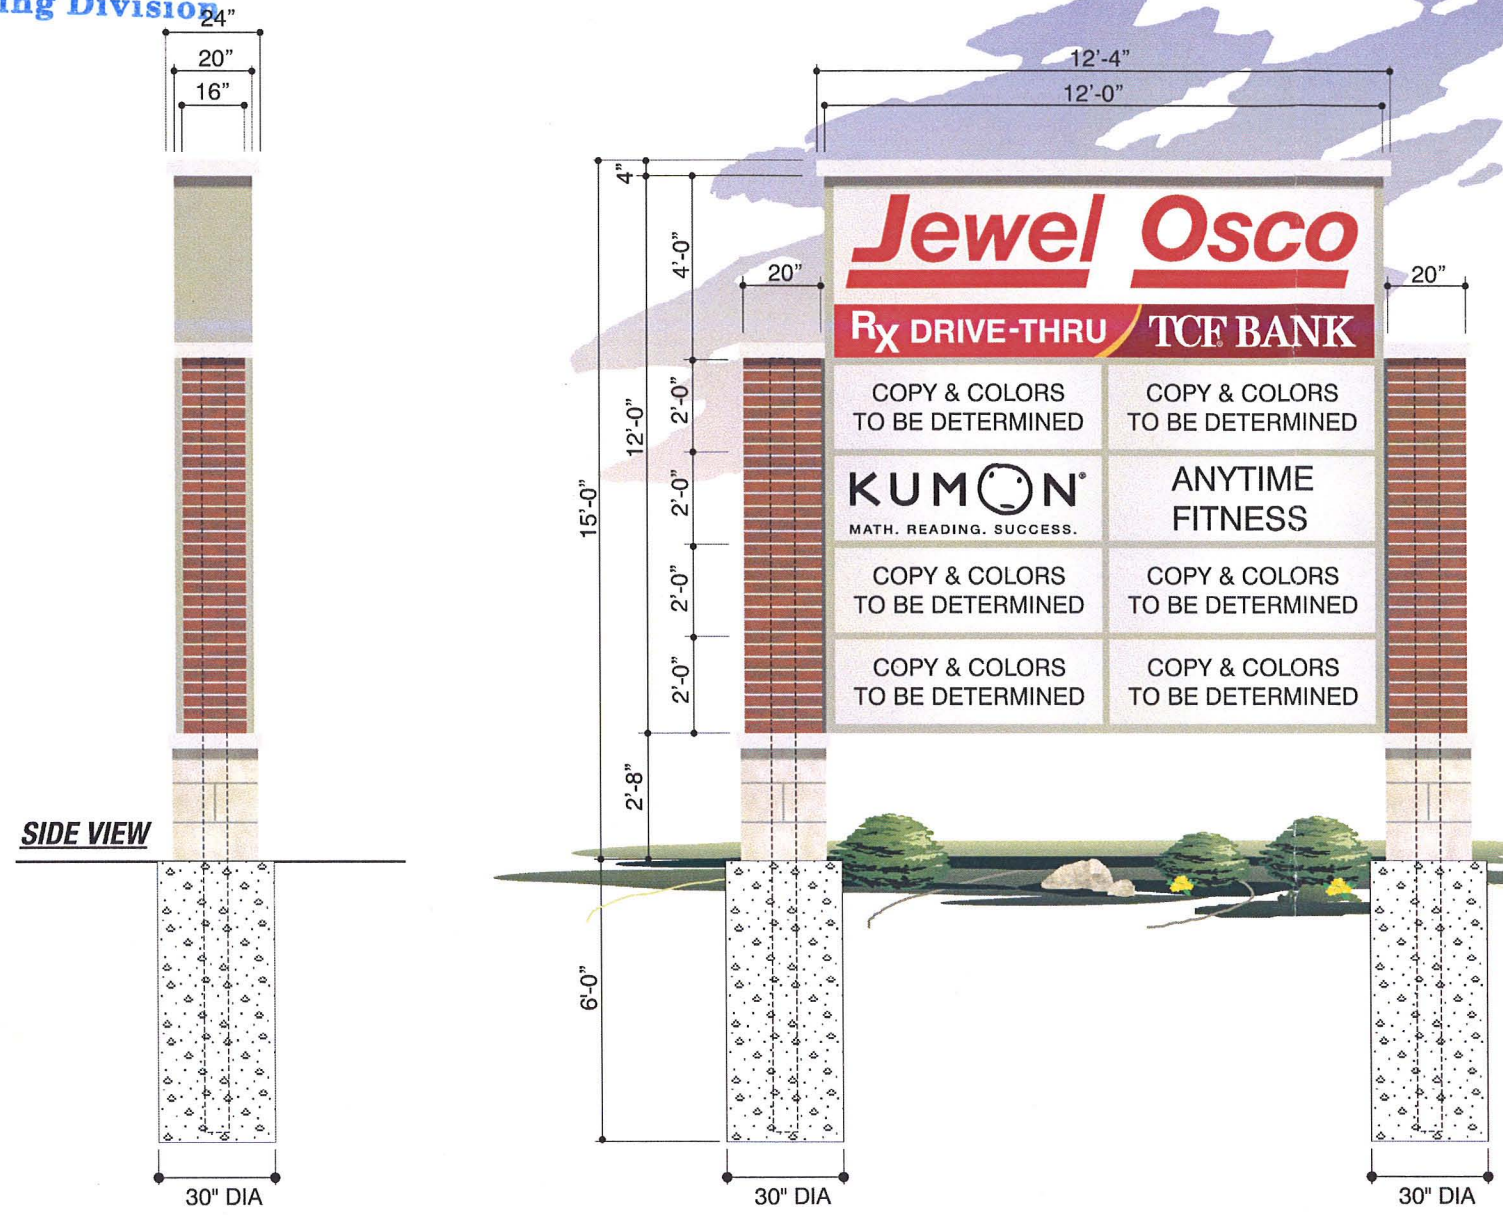 Division
24”
20”
16”
SIDE VIEW
30" DIA
12’-4”
12’-0”
4”
4’-0”
20”
20”
2’-0”
12’-0”
2’-0”
15’-0”
2’-0”
2’-0”
2’-8”
6’-0”
Jewel Osco
Rx DRIVE-THRU TCF BANK
COPY & COLORS
TO BE DETERMINED
COPY & COLORS
TO BE DETERMINED
KUMON®
MATH. READING. SUCCESS.
ANYTIME
FITNESS
COPY & COLORS
TO BE DETERMINED
COPY & COLORS
TO BE DETERMINED
COPY & COLORS
TO BE DETERMINED
COPY & COLORS
TO BE DETERMINED
30" DIA
30" DIA